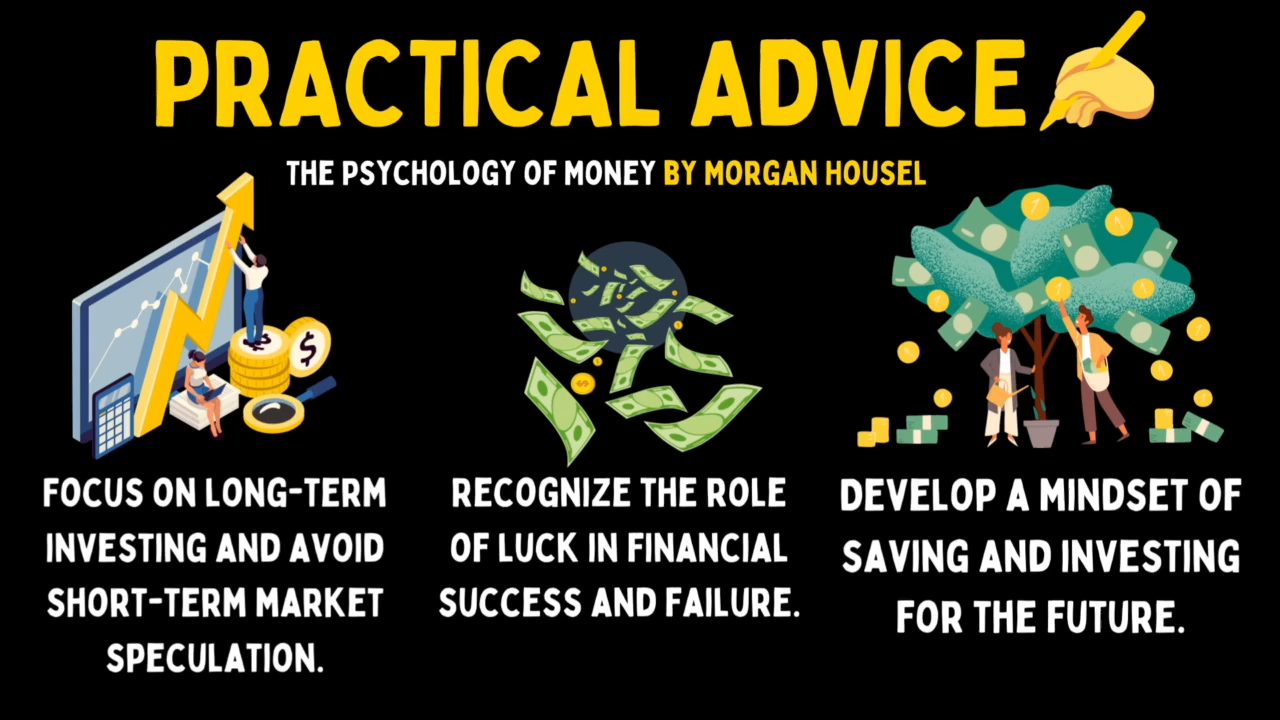 PRACTICAL ADVICE
THE PSYCHOLOGY OF MONEY BY MORGAN HOUSEL
FOCUS ON LONG-TERM
INVESTING AND AVOID
SHORT-TERM MARKET
SPECULATION.
RECOGNIZE THE ROLE
OF LUCK IN FINANCIAL
SUCCESS AND FAILURE.
DEVELOP A MINDSET OF
SAVING AND INVESTING
FOR THE FUTURE.